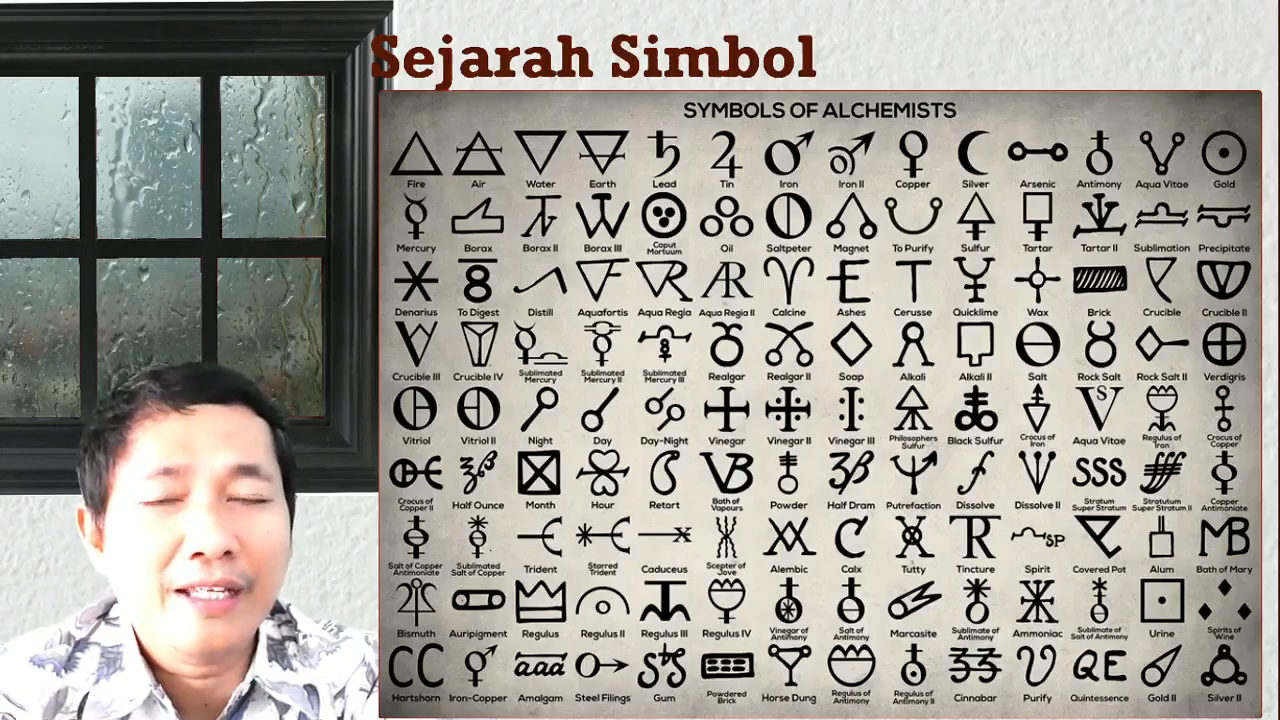 Sejarah Simbol
SYMBOLS OF ALCHEMISTS
Fire Air Water Earth Lead Tin Iron Iron II Copper Silver Arsenic Antimony Aqua Vitae Gold
Mercury Borax Borax II Borax III Caput Mortuum Oil Saltpeter Magnet To Purify Sulfur Tartar Tartar II Sublimation Precipitate
Denarius To Digest Distill Aquafortis Aqua Regia Aqua Regia II Calcine Ashes Cerusse Quicklime Wax Brick Crucible Crucible II
Crucible III Crucible IV Sublimated Mercury Sublimated Mercury II Sublimated Mercury III Realgar Realgar II Soap Alkali Alkali II Salt Rock Salt Rock Salt II Verdigris
Vitriol Vitriol II Night Day Day-Night Vinegar Vinegar II Vinegar III Philosophers Sulfur Black Sulfur Crocus of Iron Aqua Vitae Regulus of Iron Crocus of Copper
Crocus of Copper II Half Ounce Month Hour Retort Bath of Vapours Powder Half Dram Putrefaction Dissolve Dissolve II Stratum Super Stratum Stratutum Super Stratum II Copper Antimoniate
Salt of Copper Antimoniate Sublimated Salt of Copper Trident Starred Trident Caduceus Scepter of Jove Alembic Calx Tutty Tincture Spirit Covered Pot Alum Bath of Mary
Bismuth Auripigment Regulus Regulus II Regulus III Regulus IV Vinegar of Antimony Salt of Antimony Marcasite Sublimate of Antimony Ammoniac Sublimate of Salt of Antimony Urine Spirits of Wine
Hartshorn Iron-Copper Amalgam Steel Filings Gum Powdered Brick Horse Dung Regulus of Antimony Regulus of Antimony II Cinnabar Purify Quintessence Gold II Silver II